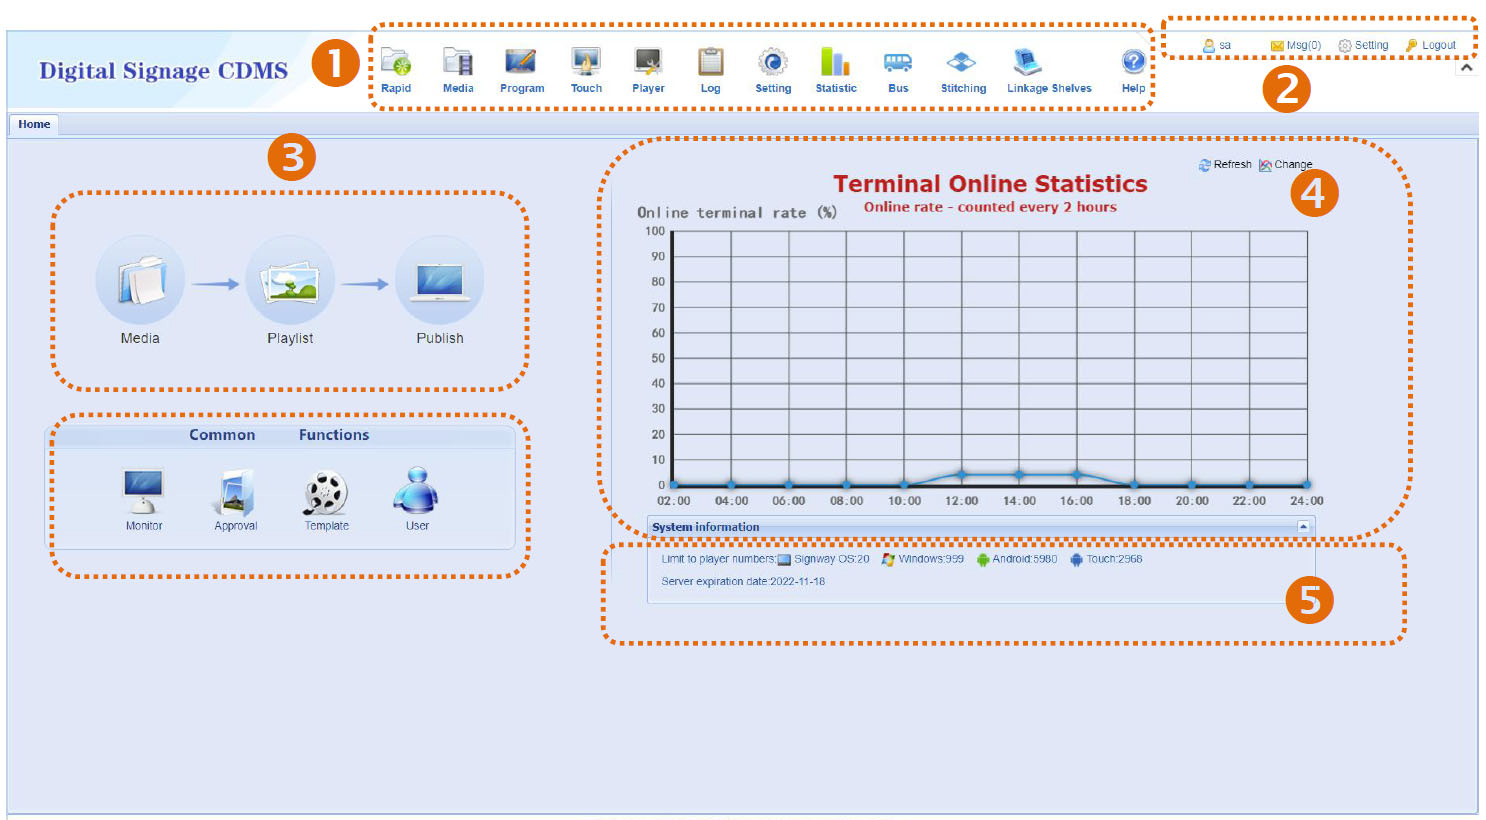 Digital Signage CDMS
1
Rapid Media Program Touch Player Log Setting Statistic Bus Stitching Linkage Shelves Help
sa Msg(0) Setting Logout
2
Home
3
Media Playlist Publish
Common Functions
Monitor Approval Template User
Refresh Change
4
Terminal Online Statistics
Online rate - counted every 2 hours
Online terminal rate (%)
100
90
80
70
60
50
40
30
20
10
0
02:00 04:00 06:00 08:00 10:00 12:00 14:00 16:00 18:00 20:00 22:00 24:00
System information
Limit to player numbers: Signway OS:20 Windows:999 Android:5980 Touch:2968
Server expiration date:2022-11-18
5